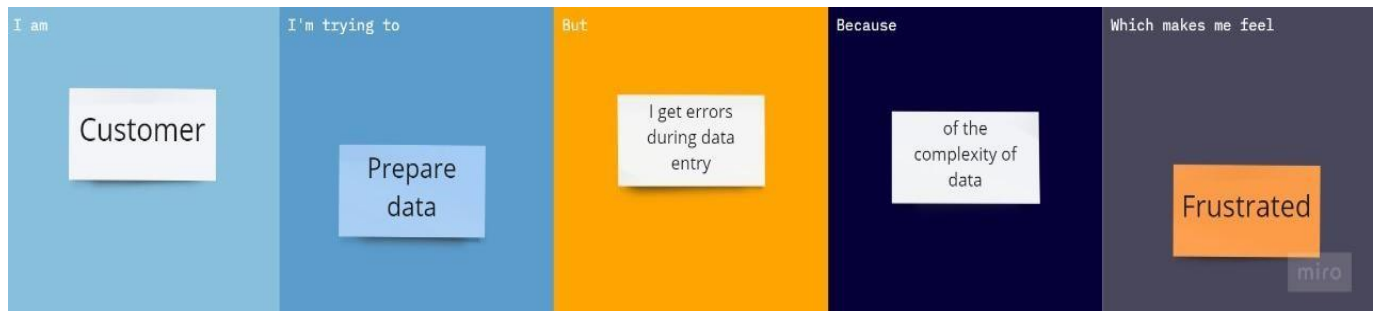 I am
Customer
I'm trying to
Prepare
data
But
I get errors
during data
entry
Because
of the
complexity of
data
Which makes me feel
Frustrated
miro